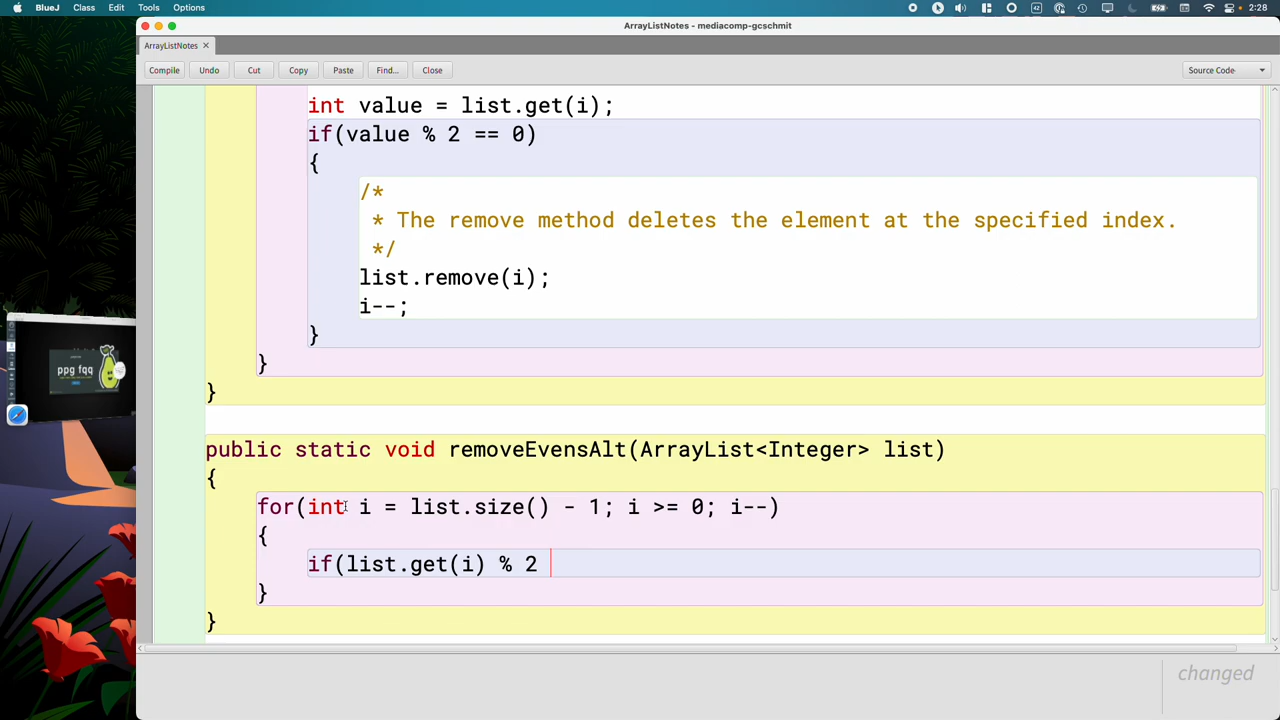 BlueJ Class Edit Tools Options
2:28
ArrayListNotes - mediacomp-gcschmit
ArrayListNotes ×
Compile Undo Cut Copy Paste Find... Close Source Code
int value = list.get(i);
if(value % 2 == 0)
{
/*
* The remove method deletes the element at the specified index.
*/
list.remove(i);
i--;
}
}
}
ppg fqq
public static void removeEvensAlt(ArrayList<Integer> list)
{
for(int i = list.size() - 1; i >= 0; i--)
{
if(list.get(i) % 2
}
}
changed